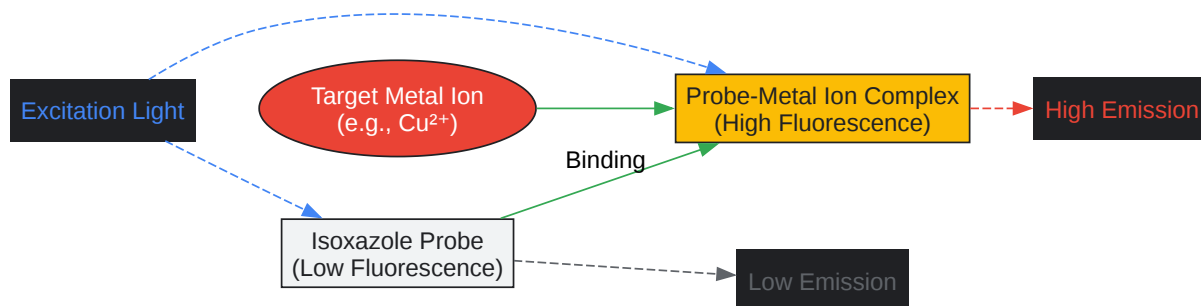 Excitation Light
Target Metal Ion
(e.g., Cu²⁺)
Probe-Metal Ion Complex
(High Fluorescence)
High Emission
Binding
Isoxazole Probe
(Low Fluorescence)
Low Emission